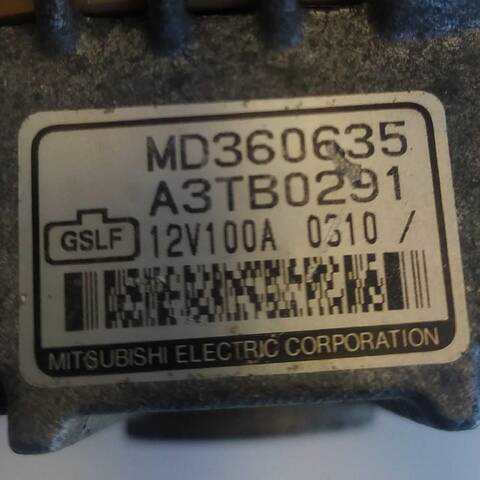 MD360635
A3TB0291
GSLF 12V100A 0310 /
MITSUBISHI ELECTRIC CORPORATION